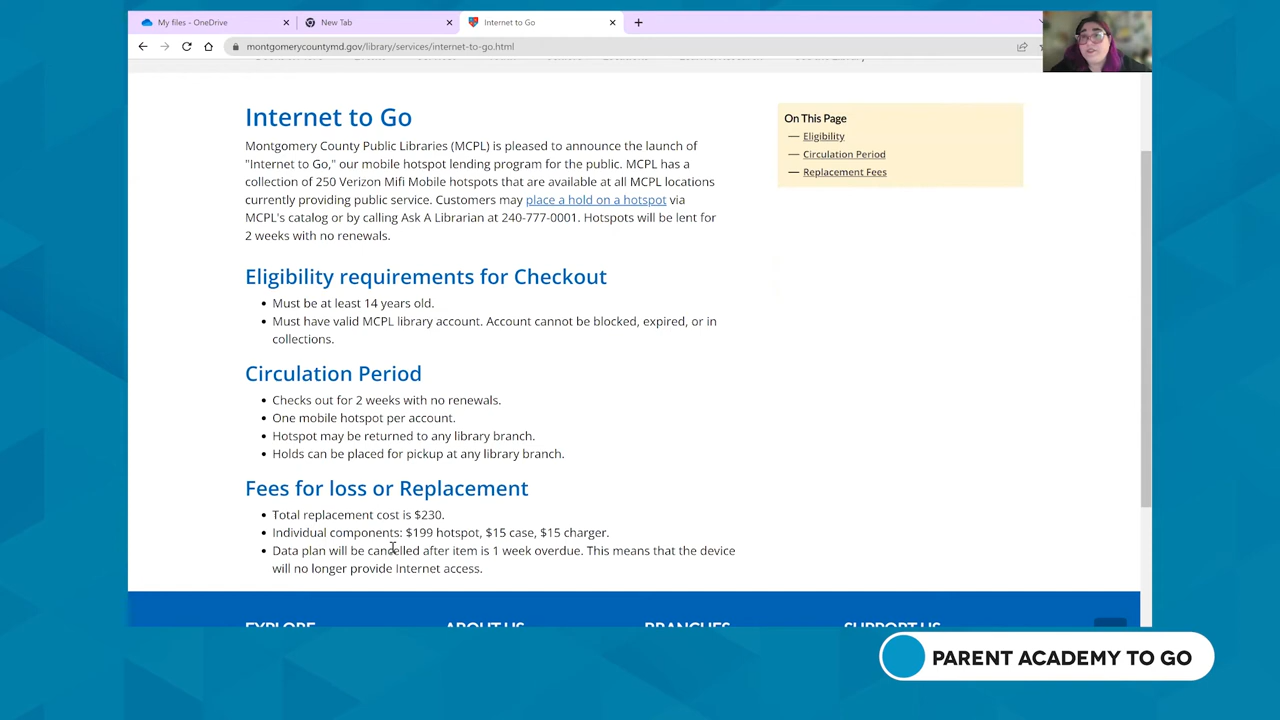 My files - OneDrive
New Tab
Internet to Go
montgomerycountymd.gov/library/services/internet-to-go.html
Internet to Go
Montgomery County Public Libraries (MCPL) is pleased to announce the launch of
"Internet to Go," our mobile hotspot lending program for the public. MCPL has a
collection of 250 Verizon Mifi Mobile hotspots that are available at all MCPL locations
currently providing public service. Customers may place a hold on a hotspot via
MCPL's catalog or by calling Ask A Librarian at 240-777-0001. Hotspots will be lent for
2 weeks with no renewals.
On This Page
— Eligibility
— Circulation Period
— Replacement Fees
Eligibility requirements for Checkout
• Must be at least 14 years old.
• Must have valid MCPL library account. Account cannot be blocked, expired, or in
collections.
Circulation Period
• Checks out for 2 weeks with no renewals.
• One mobile hotspot per account.
• Hotspot may be returned to any library branch.
• Holds can be placed for pickup at any library branch.
Fees for loss or Replacement
• Total replacement cost is $230.
• Individual components: $199 hotspot, $15 case, $15 charger.
• Data plan will be cancelled after item is 1 week overdue. This means that the device
will no longer provide Internet access.
EXPLORE
ABOUT US
BRANCHES
SUPPORT US
PARENT ACADEMY TO GO